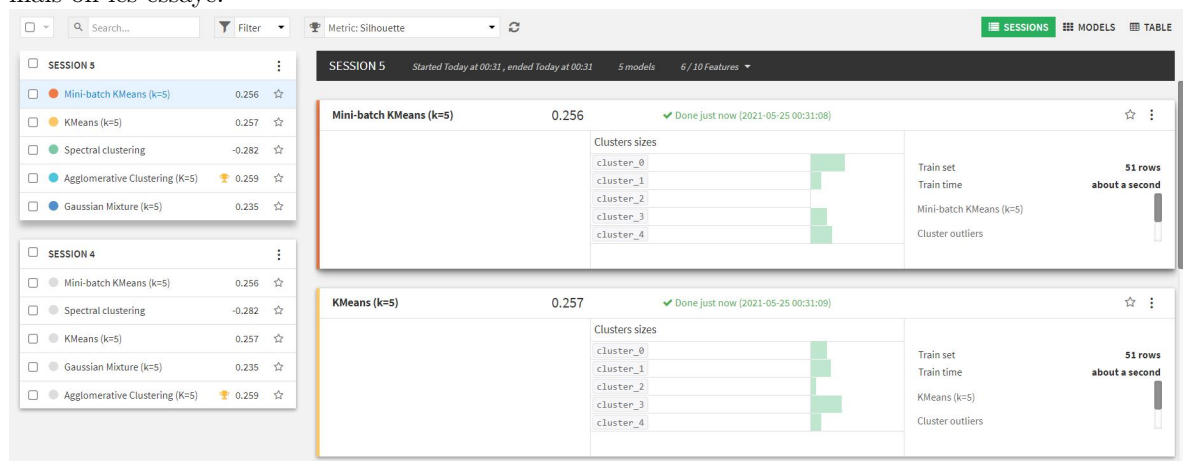 mais on les essaye.
Search... Filter Metric: Silhouette SESSIONS MODELS TABLE
SESSION 5
Mini-batch KMeans (k=5) 0.256
KMeans (k=5) 0.257
Spectral clustering -0.282
Agglomerative Clustering (K=5) 0.259
Gaussian Mixture (k=5) 0.235
SESSION 4
Mini-batch KMeans (k=5) 0.256
Spectral clustering -0.282
KMeans (k=5) 0.257
Gaussian Mixture (k=5) 0.235
Agglomerative Clustering (K=5) 0.259
SESSION 5 Started Today at 00:31 , ended Today at 00:31 5 models 6 / 10 Features
Mini-batch KMeans (k=5) 0.256 Done just now (2021-05-25 00:31:08)
Clusters sizes
cluster_0
cluster_1
cluster_2
cluster_3
cluster_4
Train set 51 rows
Train time about a second
Mini-batch KMeans (k=5)
Cluster outliers
KMeans (k=5) 0.257 Done just now (2021-05-25 00:31:09)
Clusters sizes
cluster_0
cluster_1
cluster_2
cluster_3
cluster_4
Train set 51 rows
Train time about a second
KMeans (k=5)
Cluster outliers